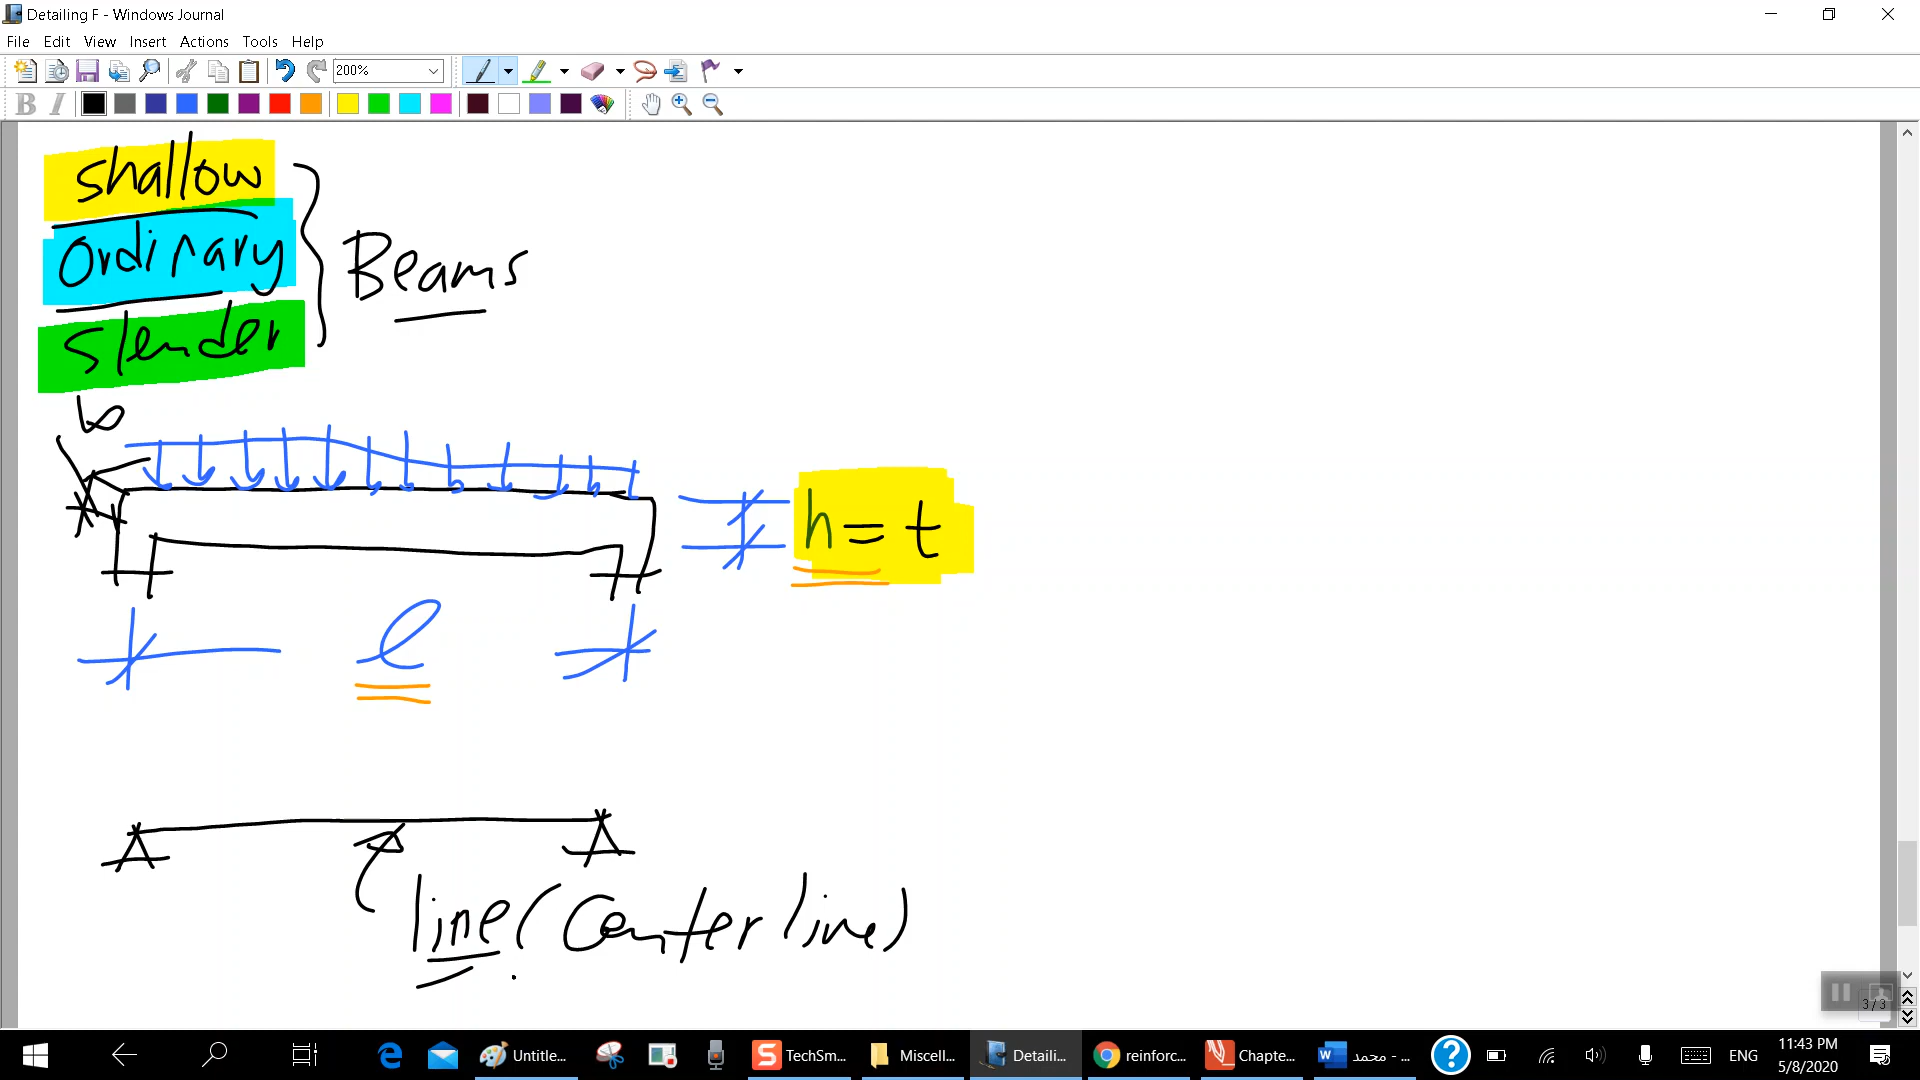 Detailing F - Windows Journal
File Edit View Insert Actions Tools Help
200%
B I
shallow
Ordinary
Slender
Beams
b
h = t
l
line (Center line)
3 / 3
Untitle... TechSm... Miscell... Detaili... reinforc... Chapte... محمد - ... ENG
11:43 PM
5/8/2020